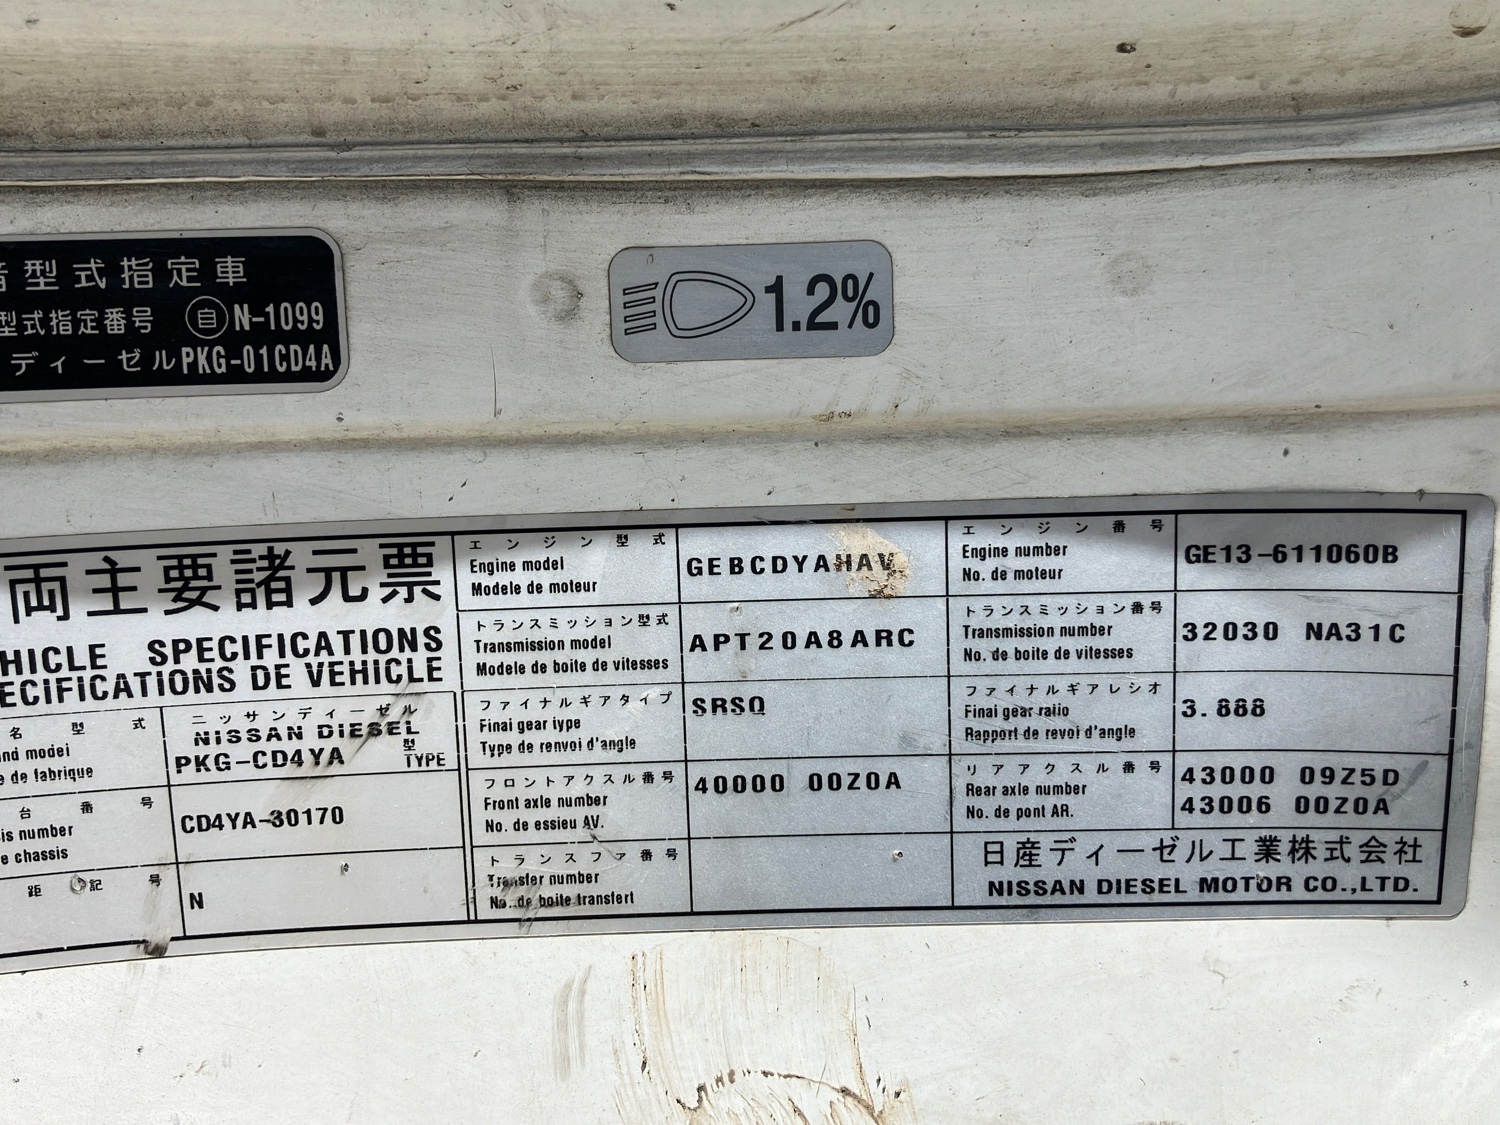 音型式指定車
型式指定番号 自 N-1099
ディーゼル PKG-01CD4A
1.2%
両主要諸元票
HICLE SPECIFICATIONS
ECIFICATIONS DE VEHICLE
名 型 式
nd model
e de fabrique
ニッサンディーゼル
NISSAN DIESEL
PKG-CD4YA 型 TYPE
台 番 号
is number
e chassis
CD4YA-30170
距 記 号
N
エンジン型式
Engine model
Modele de moteur
GEBCDYAHAV
エンジン番号
Engine number
No. de moteur
GE13-611060B
トランスミッション型式
Transmission model
Modele de boite de vitesses
APT20A8ARC
トランスミッション番号
Transmission number
No. de boite de vitesses
32030 NA31C
ファイナルギアタイプ
Final gear type
Type de renvoi d'angle
SRSQ
ファイナルギアレシオ
Final gear ratio
Rapport de revoi d'angle
3.888
フロントアクスル番号
Front axle number
No. de essieu AV.
40000 00Z0A
リアアクスル番号
Rear axle number
No. de pont AR.
43000 09Z5D
43006 00Z0A
トランスファ番号
Transfer number
No. de boite transfert
日産ディーゼル工業株式会社
NISSAN DIESEL MOTOR CO.,LTD.